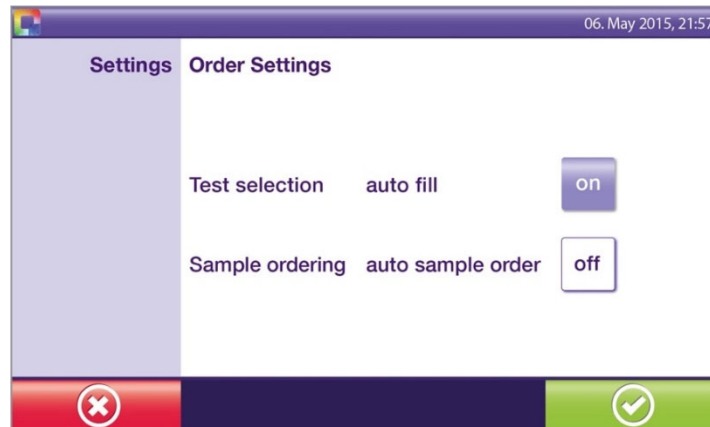 06. May 2015, 21:57
Settings Order Settings
Test selection auto fill on
Sample ordering auto sample order off